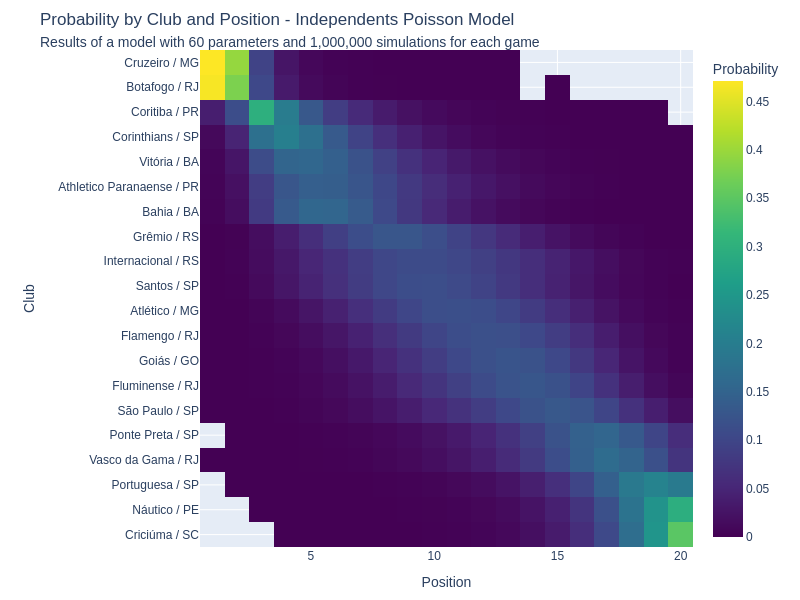 Probability by Club and Position - Independents Poisson Model
Results of a model with 60 parameters and 1,000,000 simulations for each game
Probability
Cruzeiro / MG
Botafogo / RJ
Coritiba / PR
Corinthians / SP
Vitória / BA
Athletico Paranaense / PR
Bahia / BA
Grêmio / RS
Internacional / RS
Santos / SP
Atlético / MG
Flamengo / RJ
Goiás / GO
Fluminense / RJ
São Paulo / SP
Ponte Preta / SP
Vasco da Gama / RJ
Portuguesa / SP
Náutico / PE
Criciúma / SC
Club
0.45
0.4
0.35
0.3
0.25
0.2
0.15
0.1
0.05
0
5
10
15
20
Position